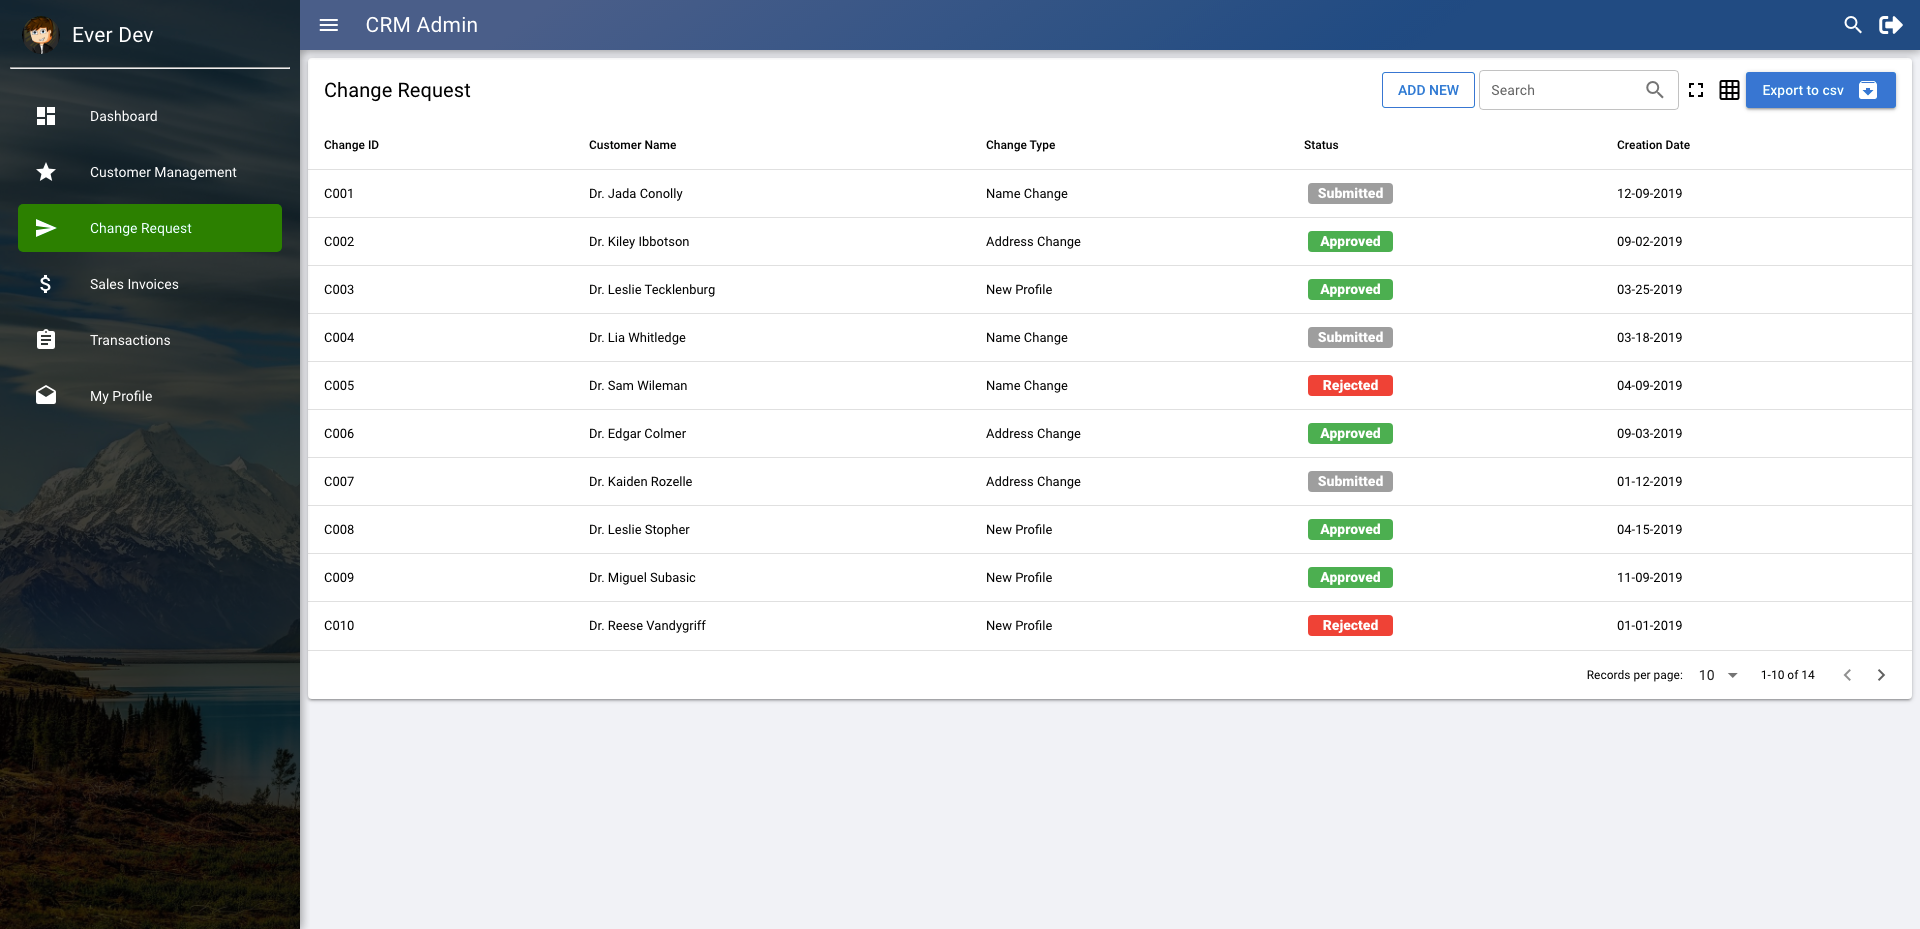 Ever Dev
CRM Admin
Dashboard
Customer Management
Change Request
Sales Invoices
Transactions
My Profile
Change Request
ADD NEW
Search
Export to csv
Change ID Customer Name Change Type Status Creation Date
C001 Dr. Jada Conolly Name Change Submitted 12-09-2019
C002 Dr. Kiley Ibbotson Address Change Approved 09-02-2019
C003 Dr. Leslie Tecklenburg New Profile Approved 03-25-2019
C004 Dr. Lia Whitledge Name Change Submitted 03-18-2019
C005 Dr. Sam Wileman Name Change Rejected 04-09-2019
C006 Dr. Edgar Colmer Address Change Approved 09-03-2019
C007 Dr. Kaiden Rozelle Address Change Submitted 01-12-2019
C008 Dr. Leslie Stopher New Profile Approved 04-15-2019
C009 Dr. Miguel Subasic New Profile Approved 11-09-2019
C010 Dr. Reese Vandygriff New Profile Rejected 01-01-2019
Records per page: 10 1-10 of 14